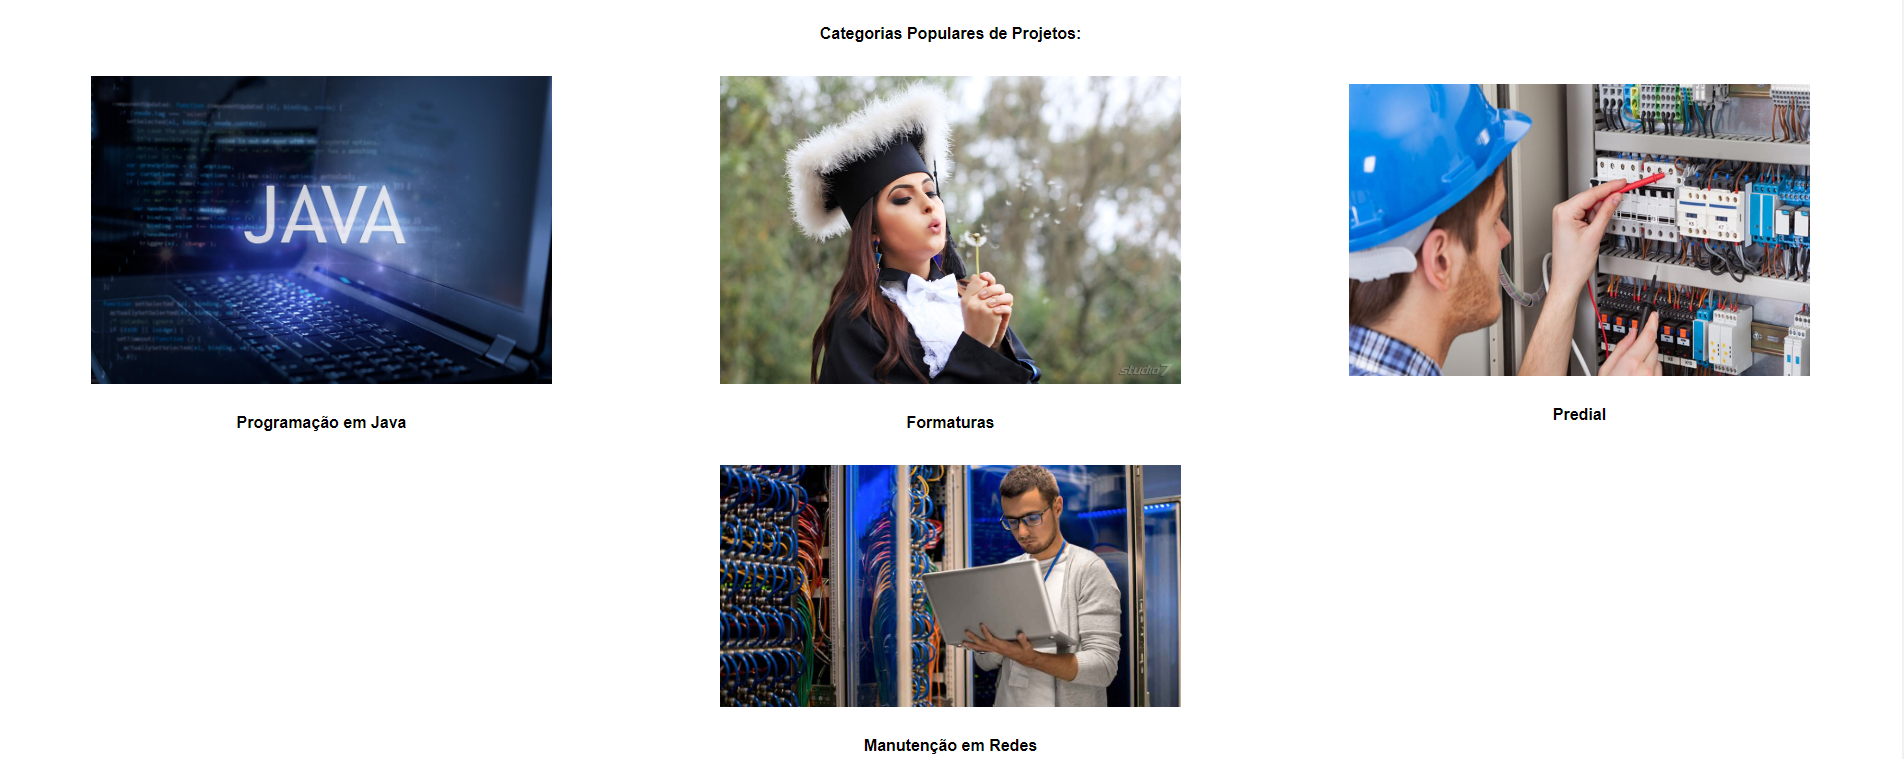 Categorias Populares de Projetos:
JAVA
studio7
Programação em Java
Formaturas
Predial
Manutenção em Redes